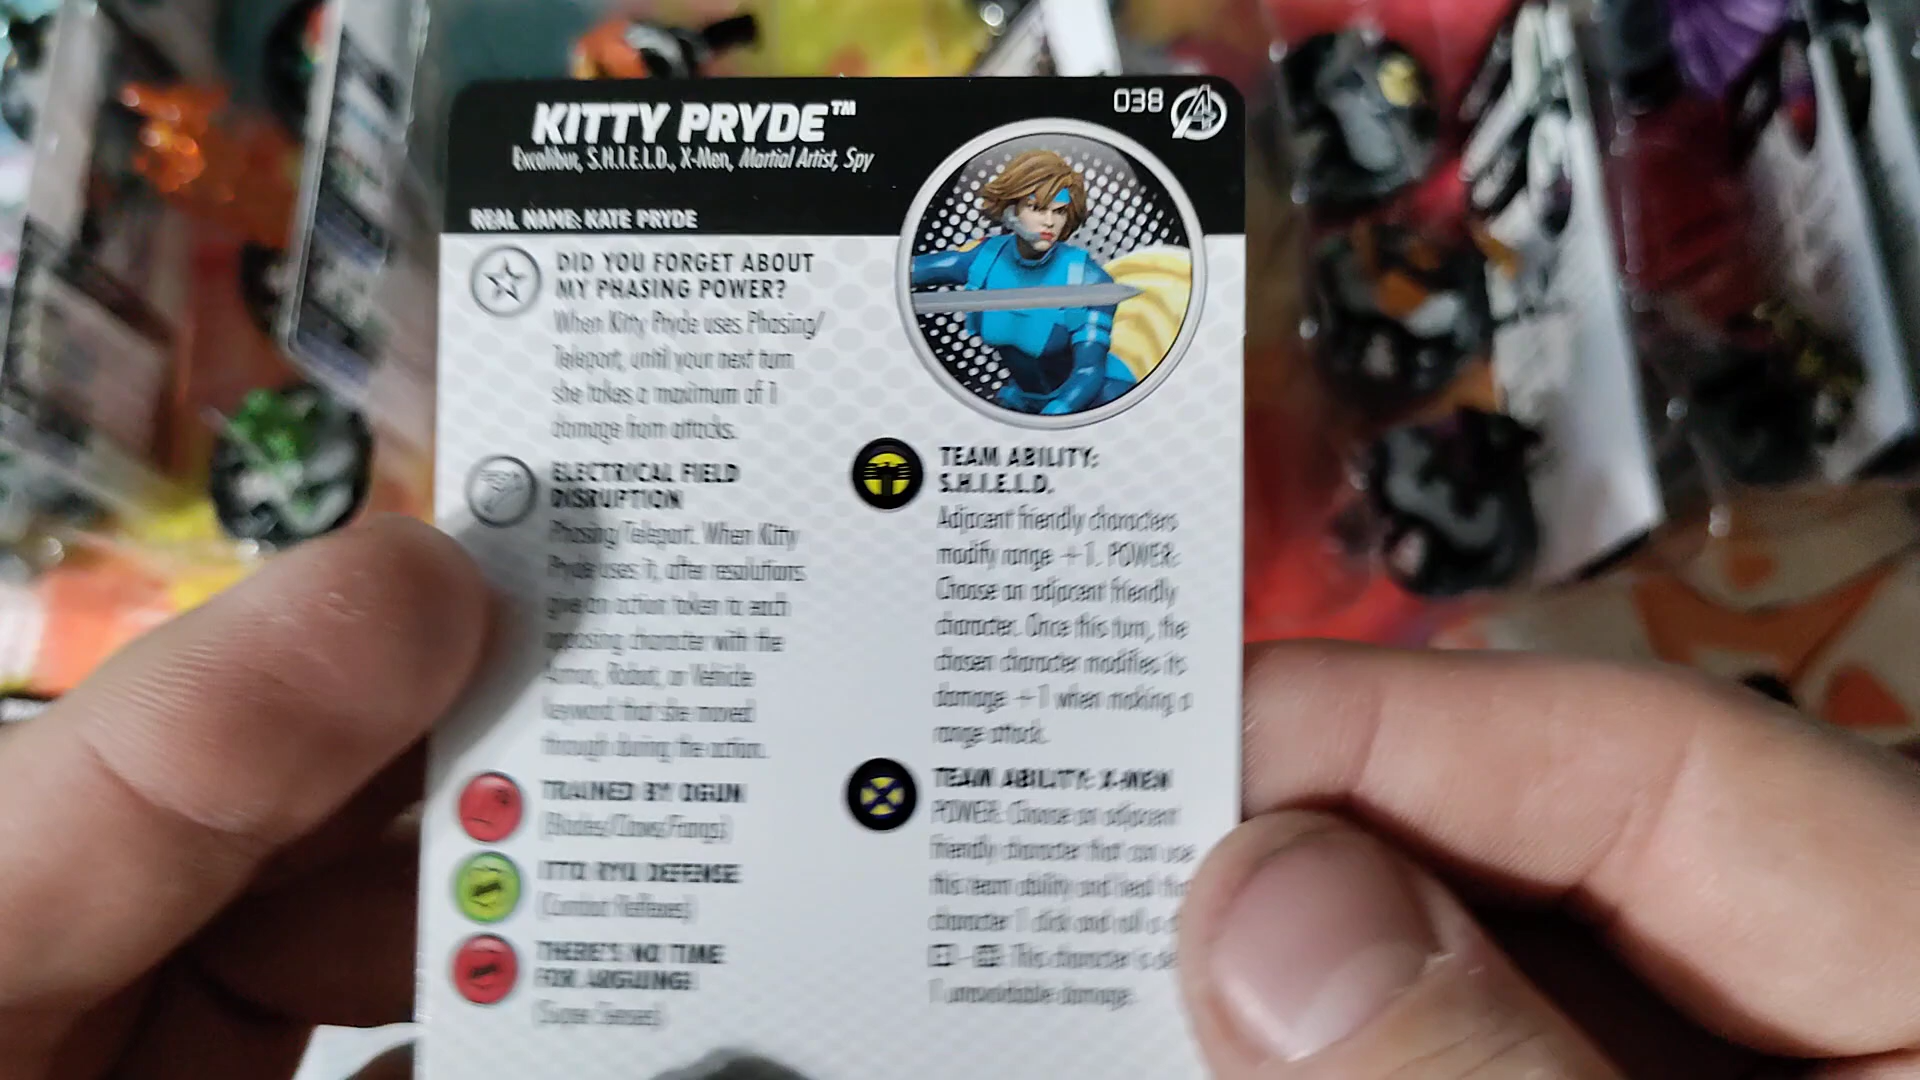 KITTY PRYDE™
038
Excalibur, S.H.I.E.L.D., X-Men, Martial Artist, Spy
REAL NAME: KATE PRYDE
DID YOU FORGET ABOUT
MY PHASING POWER?
When Kitty Pryde uses Phasing/
Teleport, until your next turn
she takes a maximum of 1
damage from attacks.
ELECTRICAL FIELD
DISRUPTION
Phasing/Teleport. When Kitty
Pryde uses it, after resolutions
give an action token to each
opposing character with the
Armor, Robot, or Vehicle
keyword that she moved
through during the action.
TRAINED BY OGUN
(Blades/Claws/Fangs)
ITTO RYU DEFENSE
(Combat Reflexes)
THERE'S NO TIME
FOR ARGUING!
(Super Senses)
TEAM ABILITY:
S.H.I.E.L.D.
Adjacent friendly characters
modify range +1. POWER:
Choose an adjacent friendly
character. Once this turn, the
chosen character modifies its
damage +1 when making a
range attack.
TEAM ABILITY: X-MEN
POWER: Choose an adjacent
friendly character that can use
this team ability and heal
character 1 click and roll a
This character is
1 unavoidable damage.